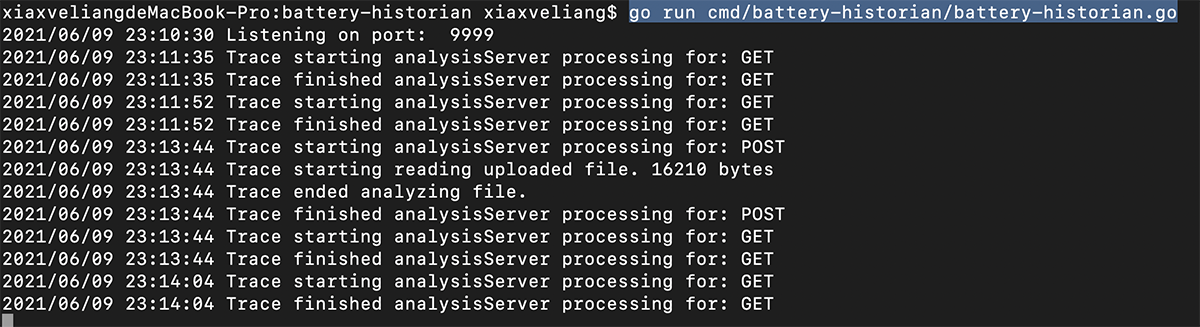 xiaxveliangdeMacBook-Pro:battery-historian xiaxveliang$ go run cmd/battery-historian/battery-historian.go
2021/06/09 23:10:30 Listening on port:  9999
2021/06/09 23:11:35 Trace starting analysisServer processing for: GET
2021/06/09 23:11:35 Trace finished analysisServer processing for: GET
2021/06/09 23:11:52 Trace starting analysisServer processing for: GET
2021/06/09 23:11:52 Trace finished analysisServer processing for: GET
2021/06/09 23:13:44 Trace starting analysisServer processing for: POST
2021/06/09 23:13:44 Trace starting reading uploaded file. 16210 bytes
2021/06/09 23:13:44 Trace ended analyzing file.
2021/06/09 23:13:44 Trace finished analysisServer processing for: POST
2021/06/09 23:13:44 Trace starting analysisServer processing for: GET
2021/06/09 23:13:44 Trace finished analysisServer processing for: GET
2021/06/09 23:14:04 Trace starting analysisServer processing for: GET
2021/06/09 23:14:04 Trace finished analysisServer processing for: GET